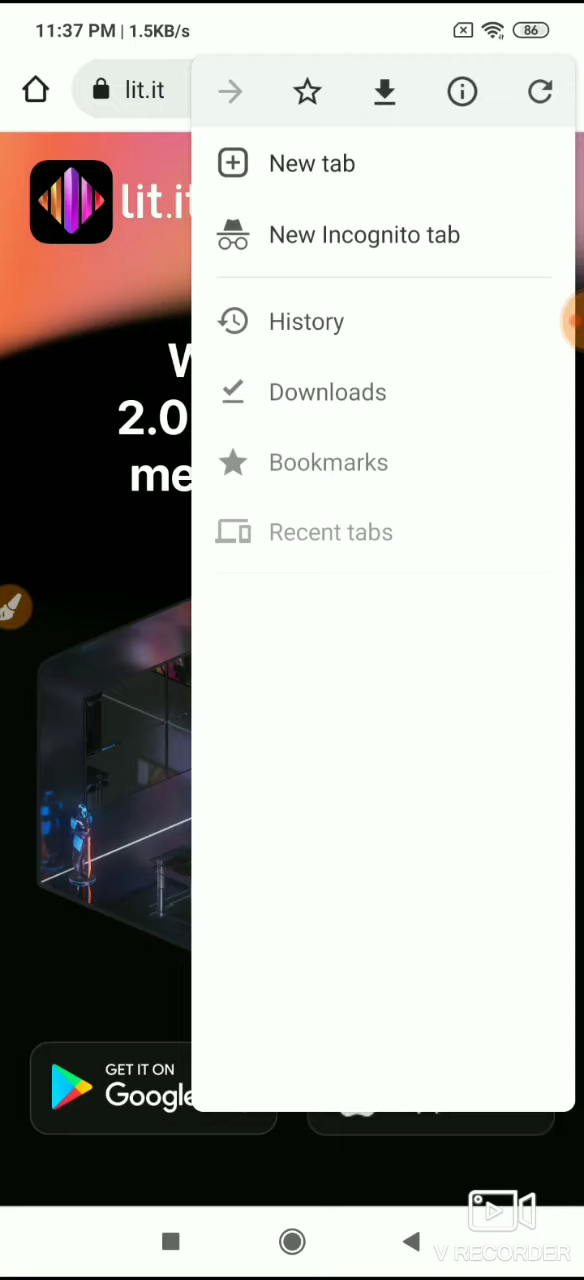 11:37 PM | 1.5KB/s
86
lit.it
lit.it
New tab
New Incognito tab
History
2.0
Downloads
me
Bookmarks
Recent tabs
GET IT ON
Google
V RECORDER